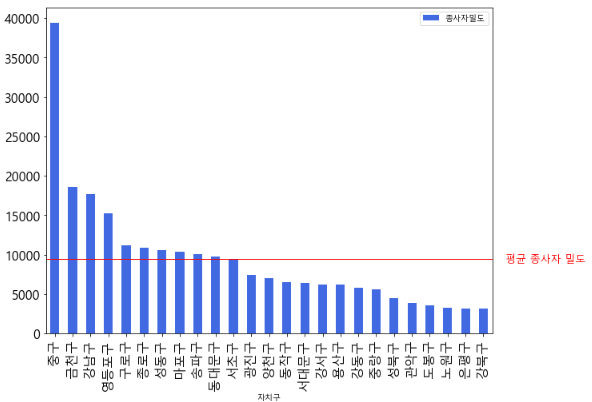 종사자밀도
40000
35000
30000
25000
20000
15000
10000
5000
0
평균 종사자 밀도
중구
금천구
강남구
영등포구
구로구
종로구
성동구
마포구
송파구
동대문구
서초구
광진구
양천구
동작구
서대문구
강서구
용산구
강동구
중랑구
성북구
관악구
도봉구
노원구
은평구
강북구
자치구